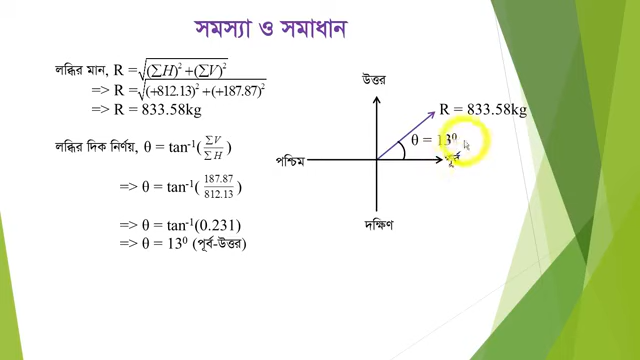 সমস্যা ও সমাধান
লব্ধির মান, R = √(∑H)² +(∑V)²
=> R = √(+812.13)² +(+187.87)²
=> R = 833.58kg
লব্ধির দিক নির্ণয়, θ = tan⁻¹(∑V/∑H)
=> θ = tan⁻¹(187.87/812.13)
=> θ = tan⁻¹(0.231)
=> θ = 13⁰ (পূর্ব-উত্তর)
উত্তর
R = 833.58kg
θ = 13⁰
পশ্চিম
পূর্ব
দক্ষিণ